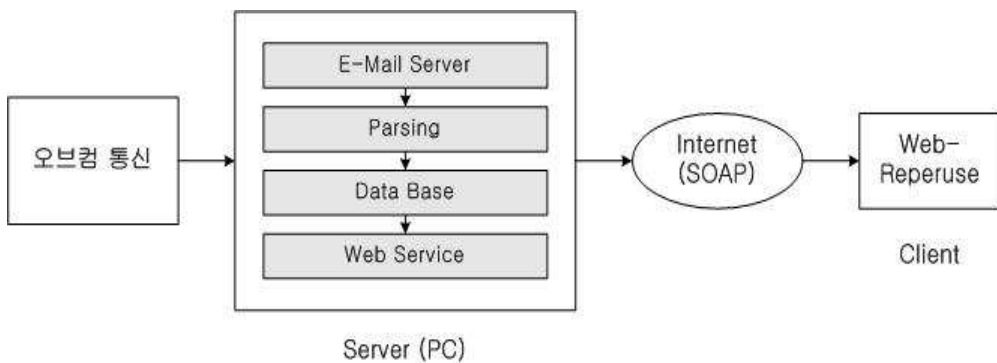 오브컴 통신
E-Mail Server
Parsing
Data Base
Web Service
Server (PC)
Internet
(SOAP)
Web-
Reperuse
Client